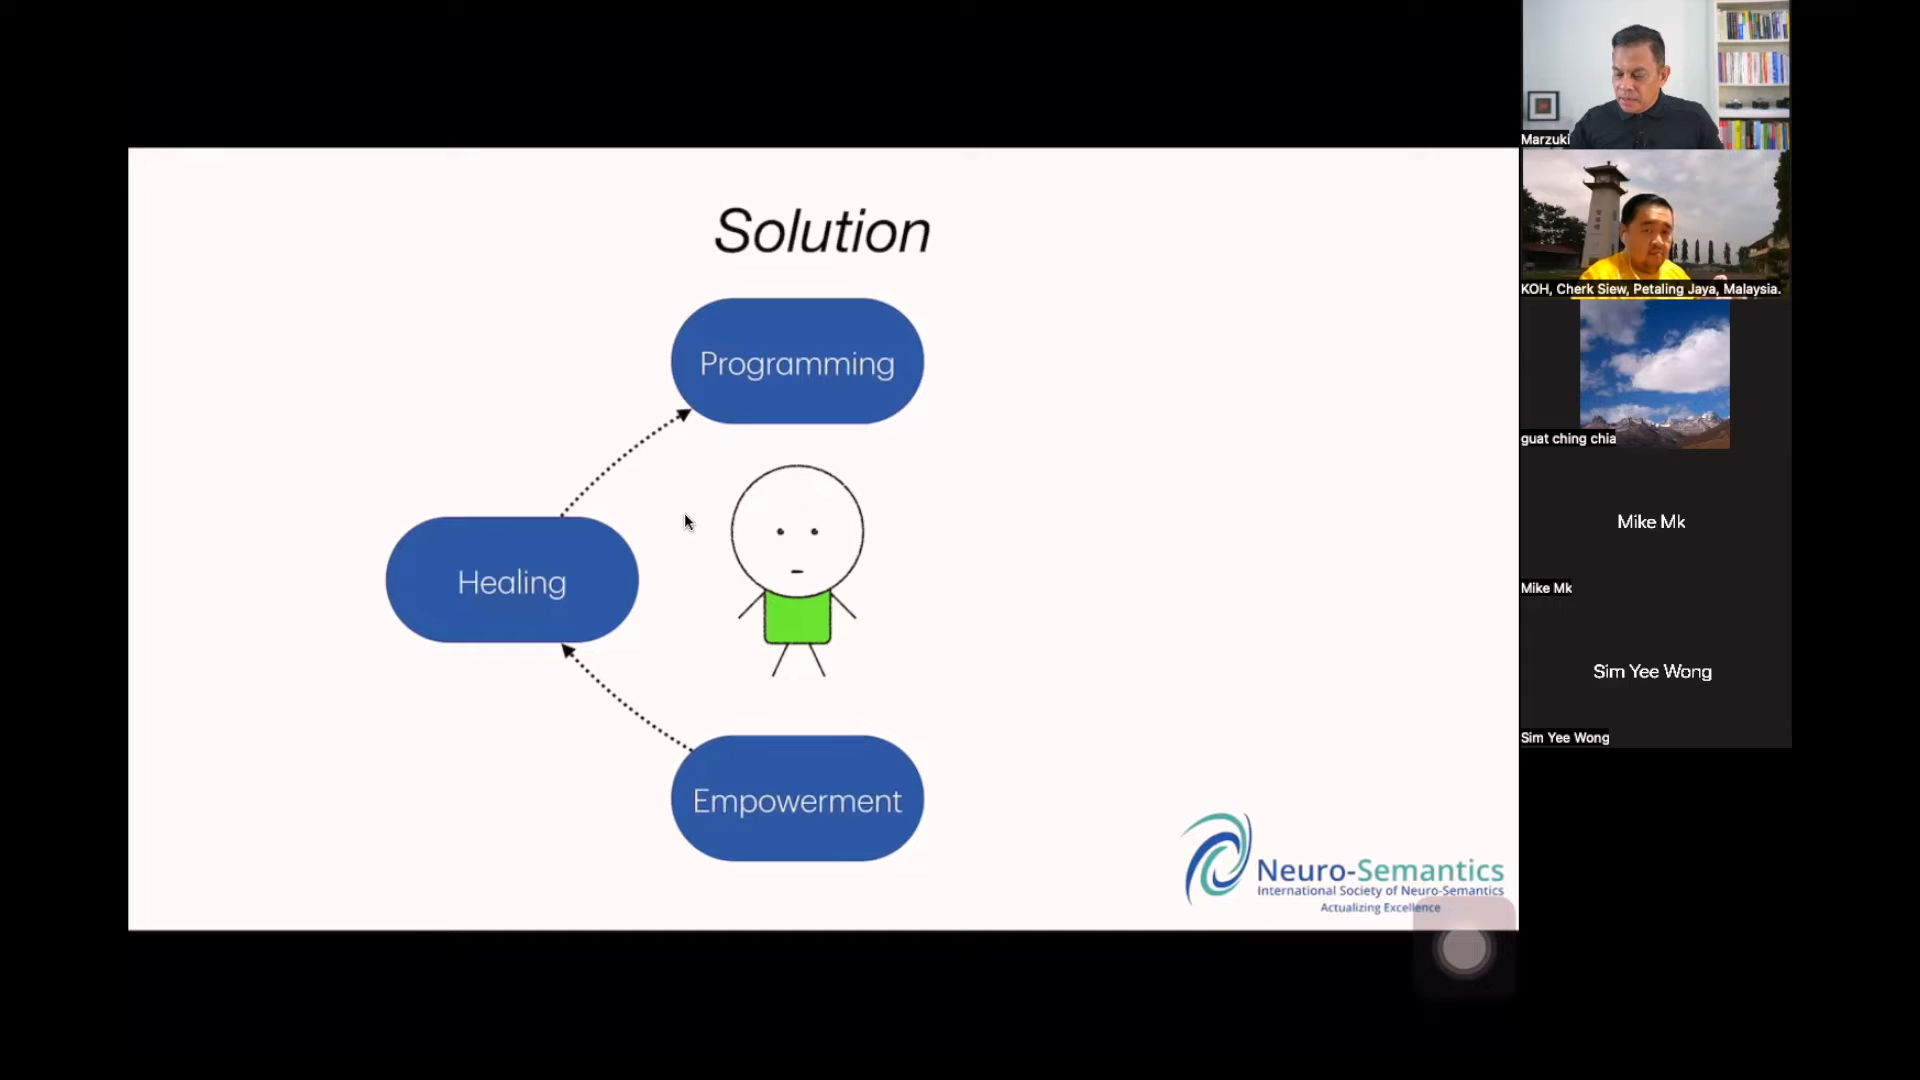 Solution
Programming
Healing
Empowerment
Neuro-Semantics
International Society of Neuro-Semantics
Actualizing Excellence
Marzuki
KOH, Cherk Siew, Petaling Jaya, Malaysia.
guat ching chia
Mike Mk
Mike Mk
Sim Yee Wong
Sim Yee Wong